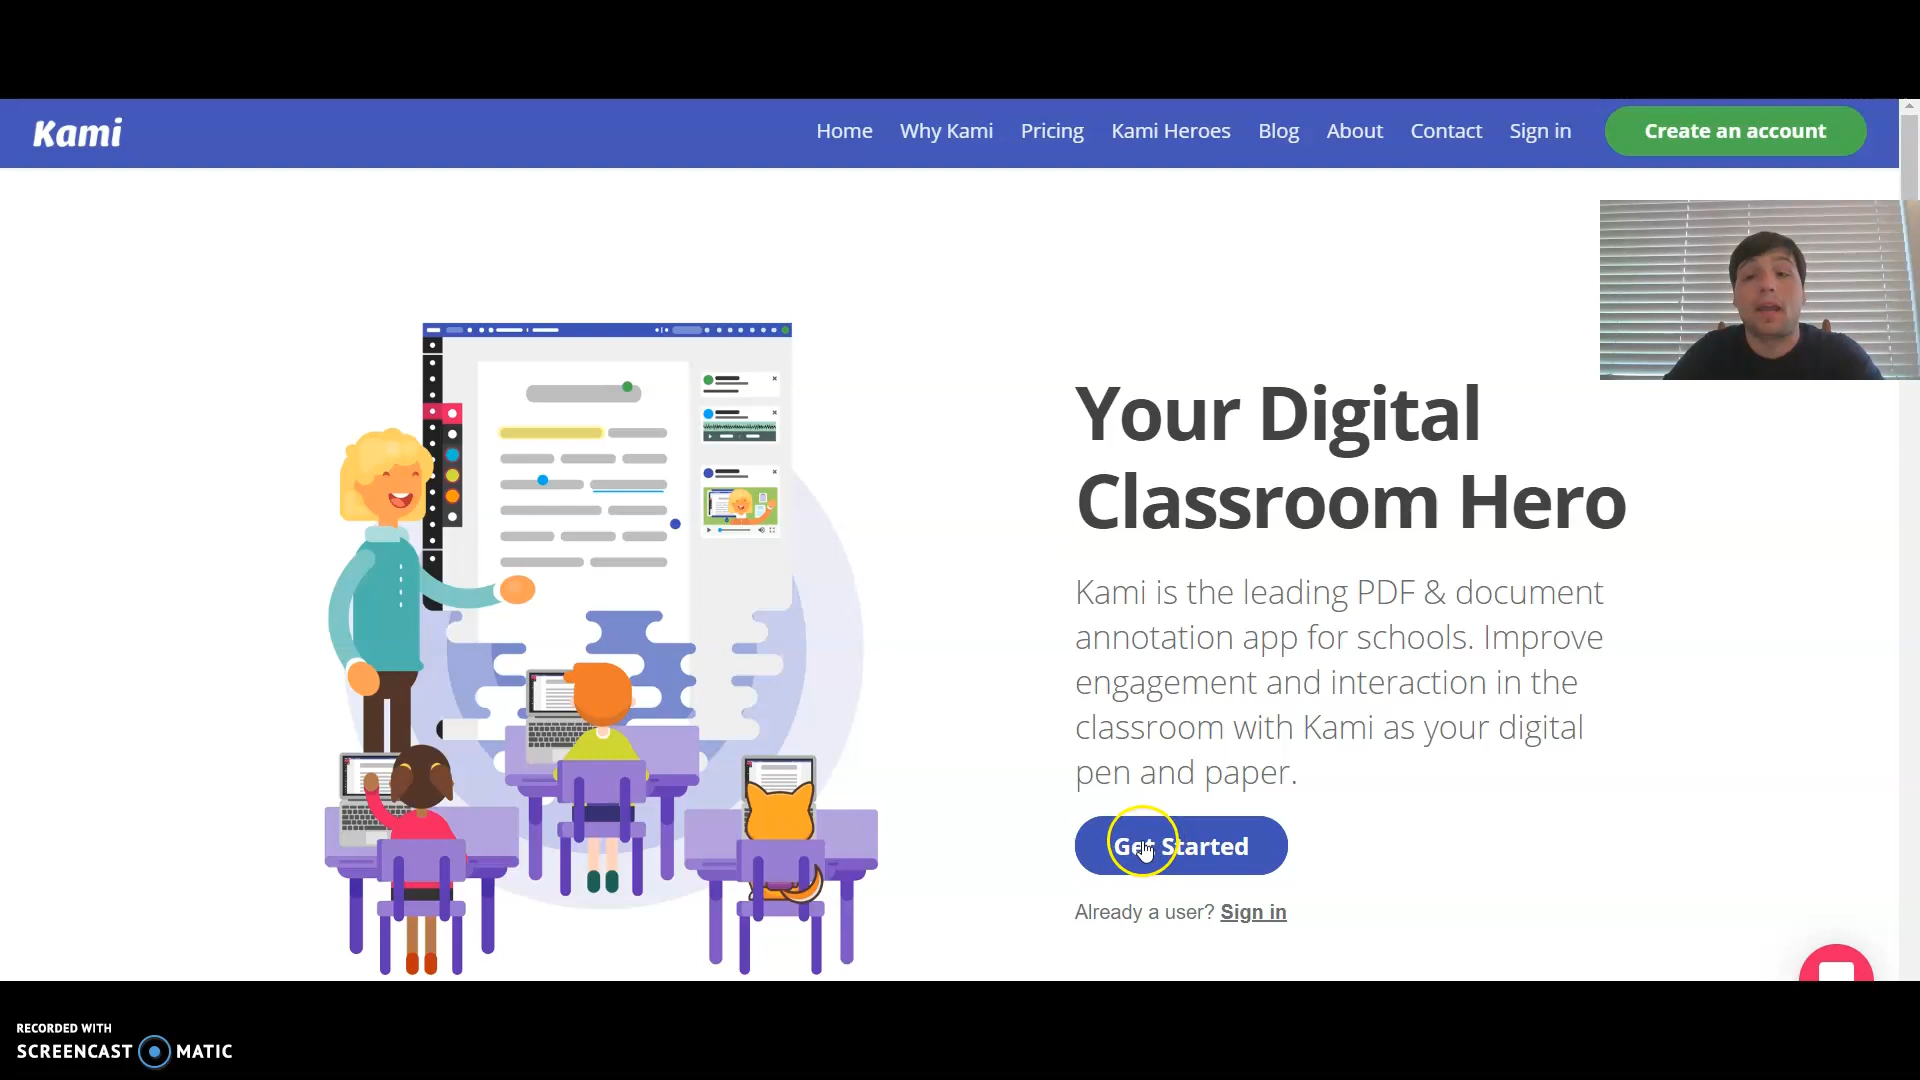 Kami
Home
Why Kami
Pricing
Kami Heroes
Blog
About
Contact
Sign in
Create an account
Your Digital
Classroom Hero
Kami is the leading PDF & document
annotation app for schools. Improve
engagement and interaction in the
classroom with Kami as your digital
pen and paper.
Get Started
Already a user? Sign in
RECORDED WITH
SCREENCAST MATIC